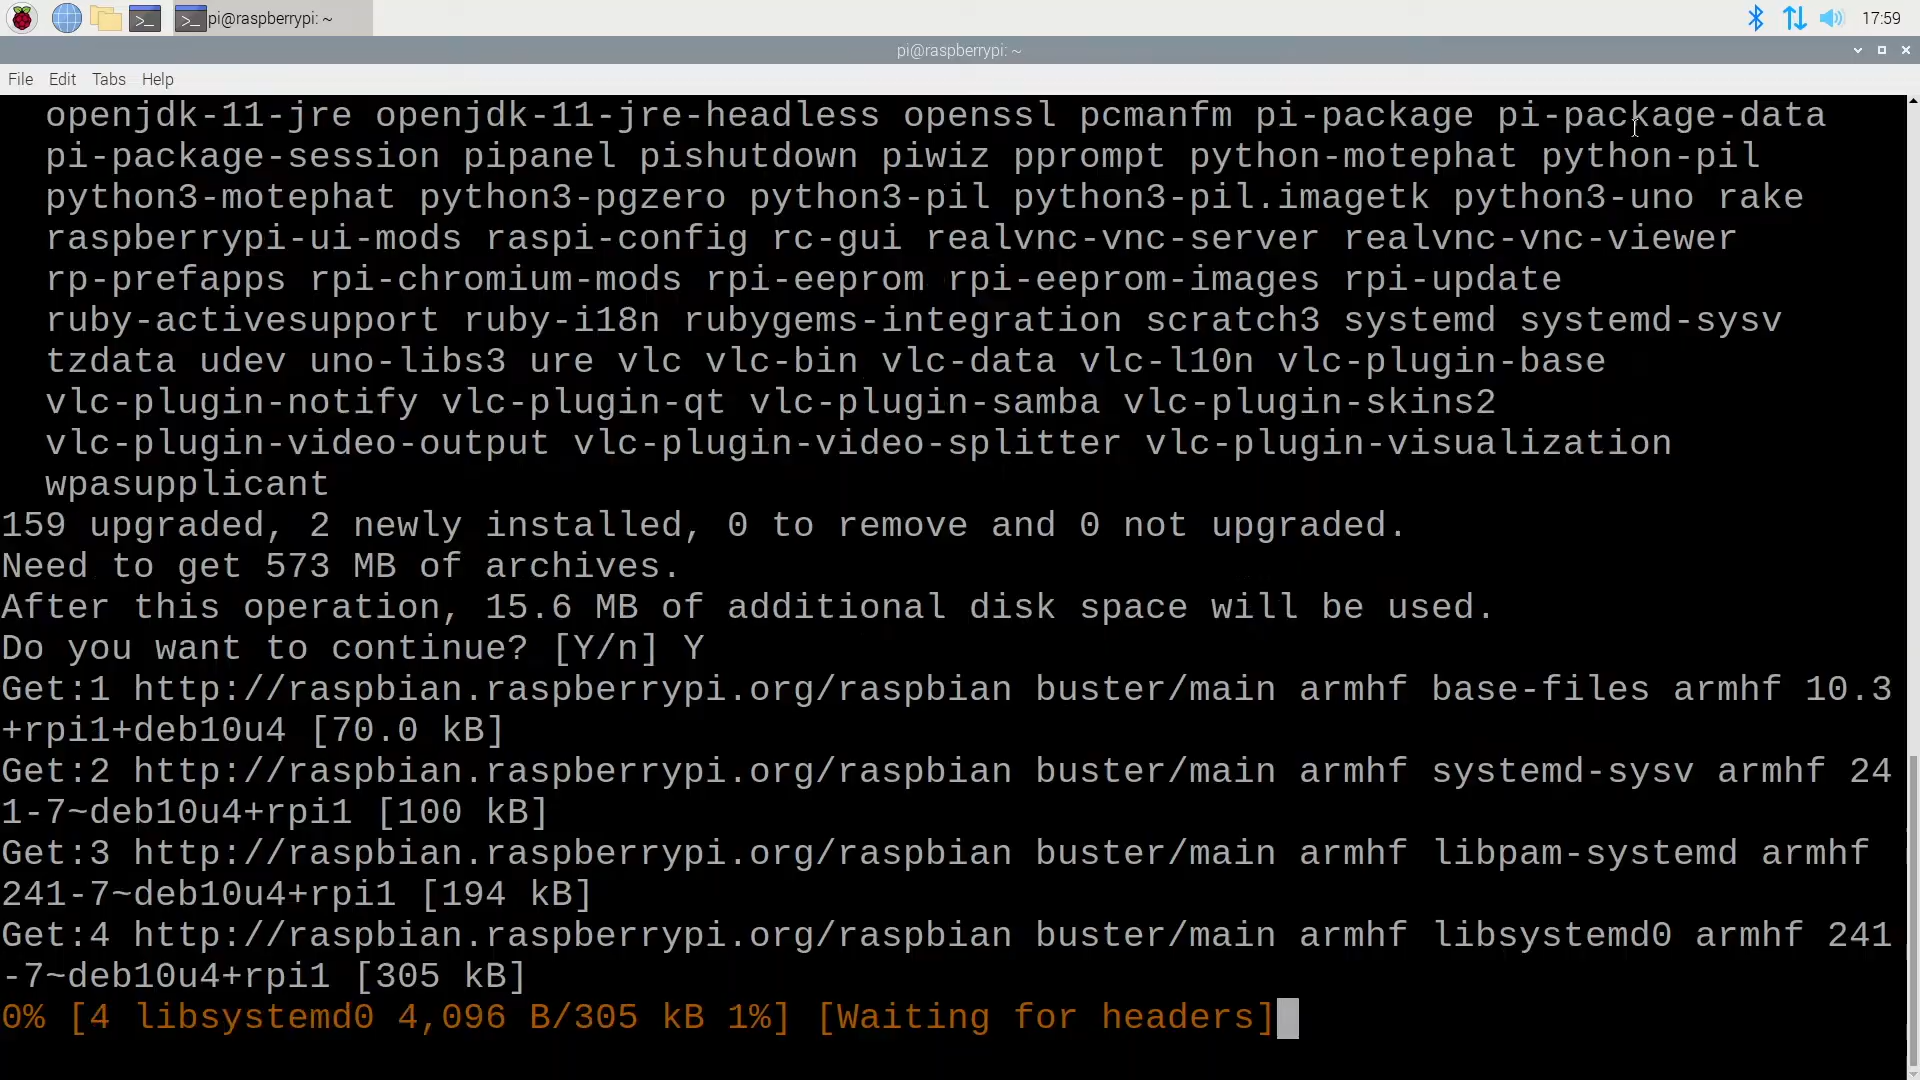 pi@raspberrypi: ~
17:59
pi@raspberrypi: ~
File Edit Tabs Help
openjdk-11-jre openjdk-11-jre-headless openssl pcmanfm pi-package pi-package-data
pi-package-session pipanel pishutdown piwiz pprompt python-motephat python-pil
python3-motephat python3-pgzero python3-pil python3-pil.imagetk python3-uno rake
raspberrypi-ui-mods raspi-config rc-gui realvnc-vnc-server realvnc-vnc-viewer
rp-prefapps rpi-chromium-mods rpi-eeprom rpi-eeprom-images rpi-update
ruby-activesupport ruby-i18n rubygems-integration scratch3 systemd systemd-sysv
tzdata udev uno-libs3 ure vlc vlc-bin vlc-data vlc-l10n vlc-plugin-base
vlc-plugin-notify vlc-plugin-qt vlc-plugin-samba vlc-plugin-skins2
vlc-plugin-video-output vlc-plugin-video-splitter vlc-plugin-visualization
wpasupplicant
159 upgraded, 2 newly installed, 0 to remove and 0 not upgraded.
Need to get 573 MB of archives.
After this operation, 15.6 MB of additional disk space will be used.
Do you want to continue? [Y/n] Y
Get:1 http://raspbian.raspberrypi.org/raspbian buster/main armhf base-files armhf 10.3
+rpi1+deb10u4 [70.0 kB]
Get:2 http://raspbian.raspberrypi.org/raspbian buster/main armhf systemd-sysv armhf 24
1-7~deb10u4+rpi1 [100 kB]
Get:3 http://raspbian.raspberrypi.org/raspbian buster/main armhf libpam-systemd armhf
241-7~deb10u4+rpi1 [194 kB]
Get:4 http://raspbian.raspberrypi.org/raspbian buster/main armhf libsystemd0 armhf 241
-7~deb10u4+rpi1 [305 kB]
0% [4 libsystemd0 4,096 B/305 kB 1%] [Waiting for headers]